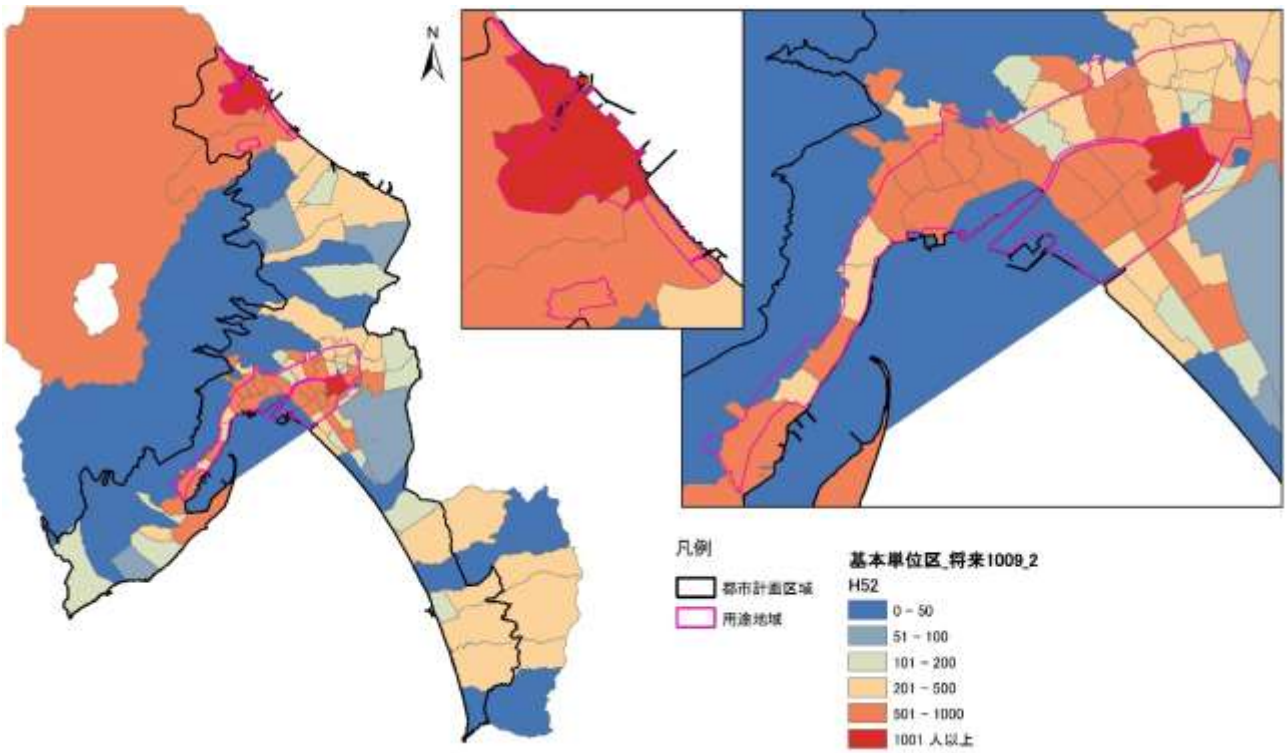 N
凡例
都市計画区域
用途地域
基本単位区_将来1009_2
H52
0 - 50
51 - 100
101 - 200
201 - 500
501 - 1000
1001 人以上